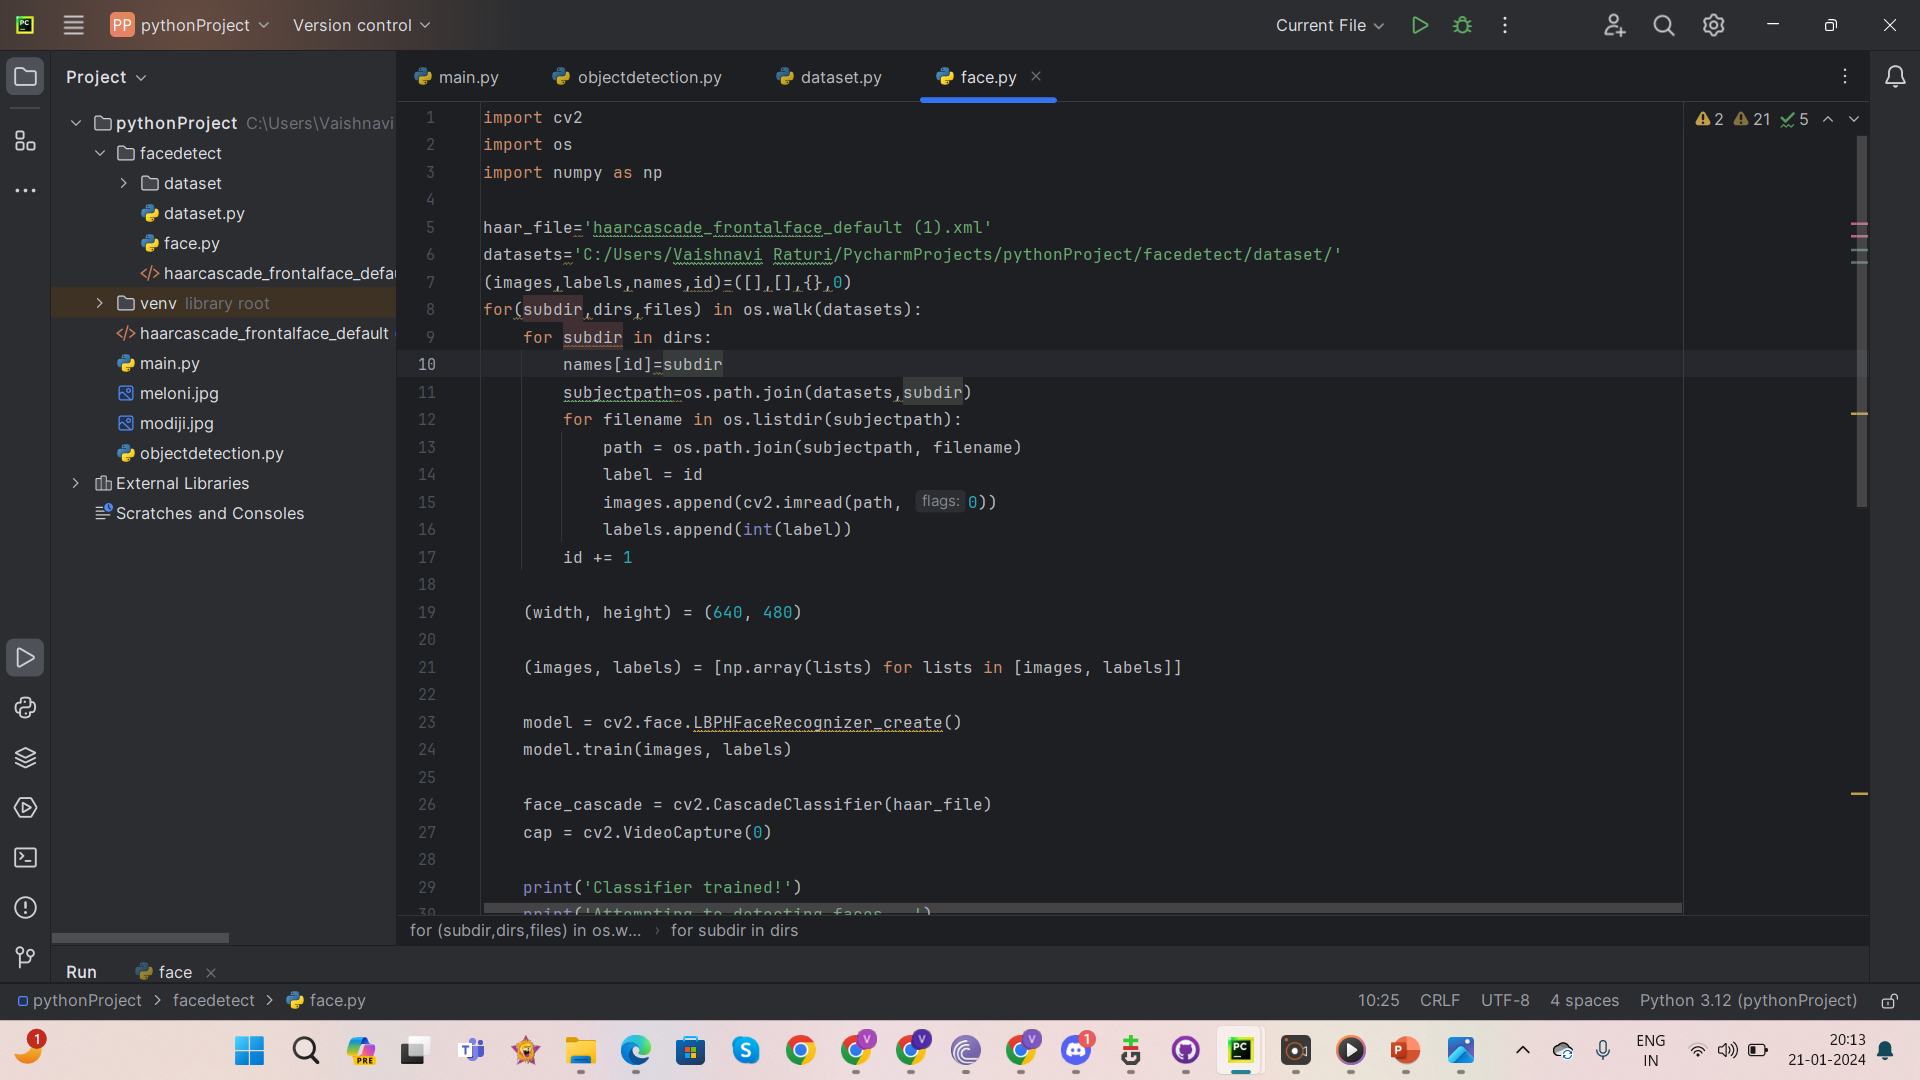 PP pythonProject Version control Current File
Project main.py objectdetection.py dataset.py face.py
pythonProject C:\Users\Vaishnavi
facedetect
dataset
dataset.py
face.py
haarcascade_frontalface_defau
venv library root
haarcascade_frontalface_default
main.py
meloni.jpg
modiji.jpg
objectdetection.py
External Libraries
Scratches and Consoles
2 21 5
1 import cv2
2 import os
3 import numpy as np
4
5 haar_file='haarcascade_frontalface_default (1).xml'
6 datasets='C:/Users/Vaishnavi Raturi/PycharmProjects/pythonProject/facedetect/dataset/'
7 (images,labels,names,id)=([],[],{},0)
8 for(subdir,dirs,files) in os.walk(datasets):
9 for subdir in dirs:
10 names[id]=subdir
11 subjectpath=os.path.join(datasets,subdir)
12 for filename in os.listdir(subjectpath):
13 path = os.path.join(subjectpath, filename)
14 label = id
15 images.append(cv2.imread(path, flags: 0))
16 labels.append(int(label))
17 id += 1
18
19 (width, height) = (640, 480)
20
21 (images, labels) = [np.array(lists) for lists in [images, labels]]
22
23 model = cv2.face.LBPHFaceRecognizer_create()
24 model.train(images, labels)
25
26 face_cascade = cv2.CascadeClassifier(haar_file)
27 cap = cv2.VideoCapture(0)
28
29 print('Classifier trained!')
30 print('Attempting to detecting faces...')
for (subdir,dirs,files) in os.w... › for subdir in dirs
Run face
pythonProject > facedetect > face.py 10:25 CRLF UTF-8 4 spaces Python 3.12 (pythonProject)
1 PRE V V V 1 ENG 20:13
IN 21-01-2024